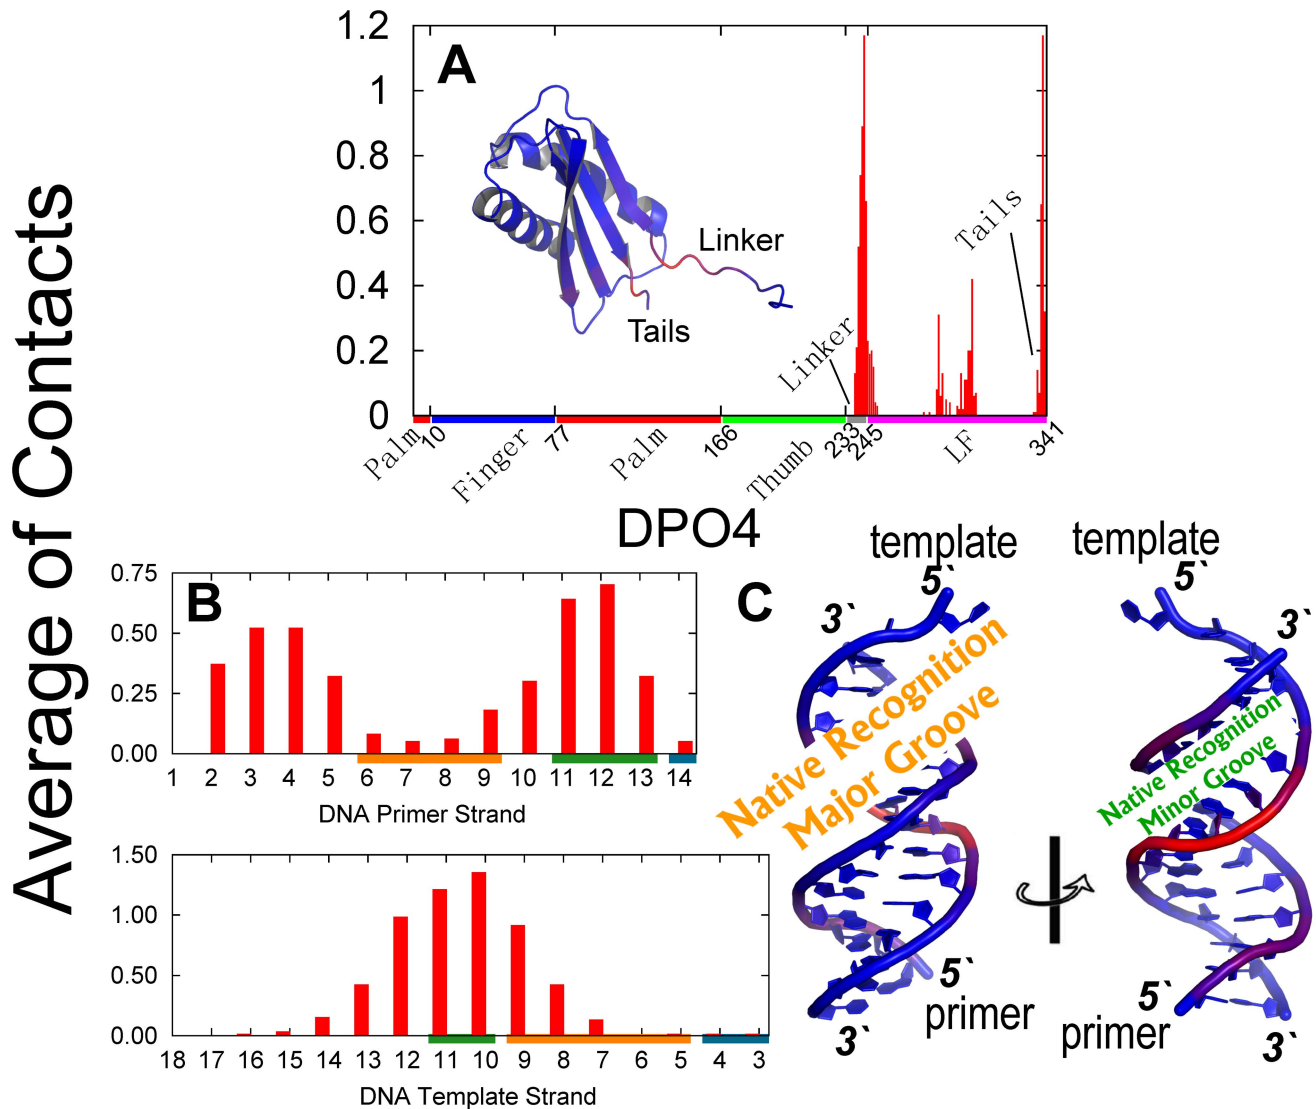 Average of Contacts
A
1.2
1
0.8
0.6
0.4
0.2
0
Linker
Tails
Linker
Tails
Palm
10
Finger
77
Palm
166
Thumb
233
245
LF
341
DPO4
B
0.75
0.50
0.25
0.00
1 2 3 4 5 6 7 8 9 10 11 12 13 14
DNA Primer Strand
1.50
1.00
0.50
0.00
18 17 16 15 14 13 12 11 10 9 8 7 6 5 4 3
DNA Template Strand
C
template
5`
3`
Native Recognition
Major Groove
5`
primer
3`
template
5`
3`
Native Recognition
Minor Groove
5`
primer
3`